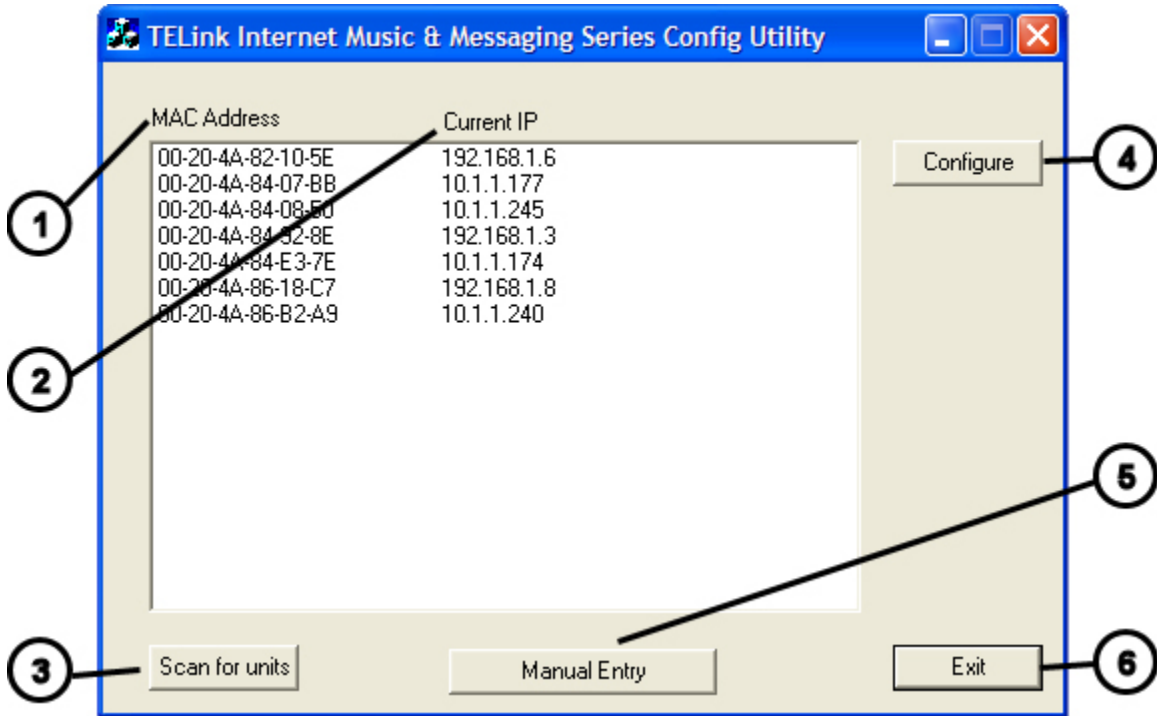 TELink Internet Music & Messaging Series Config Utility
MAC Address Current IP
00-20-4A-82-10-5E 192.168.1.6
Configure
4
00-20-4A-84-07-BB 10.1.1.177
1
00-20-4A-84-08-50 10.1.1.245
00-20-4A-84-92-8E 192.168.1.3
00-20-4A-84-E3-7E 10.1.1.174
00-20-4A-86-18-C7 192.168.1.8
00-20-4A-86-B2-A9 10.1.1.240
2
5
3
Scan for units
Manual Entry
Exit
6